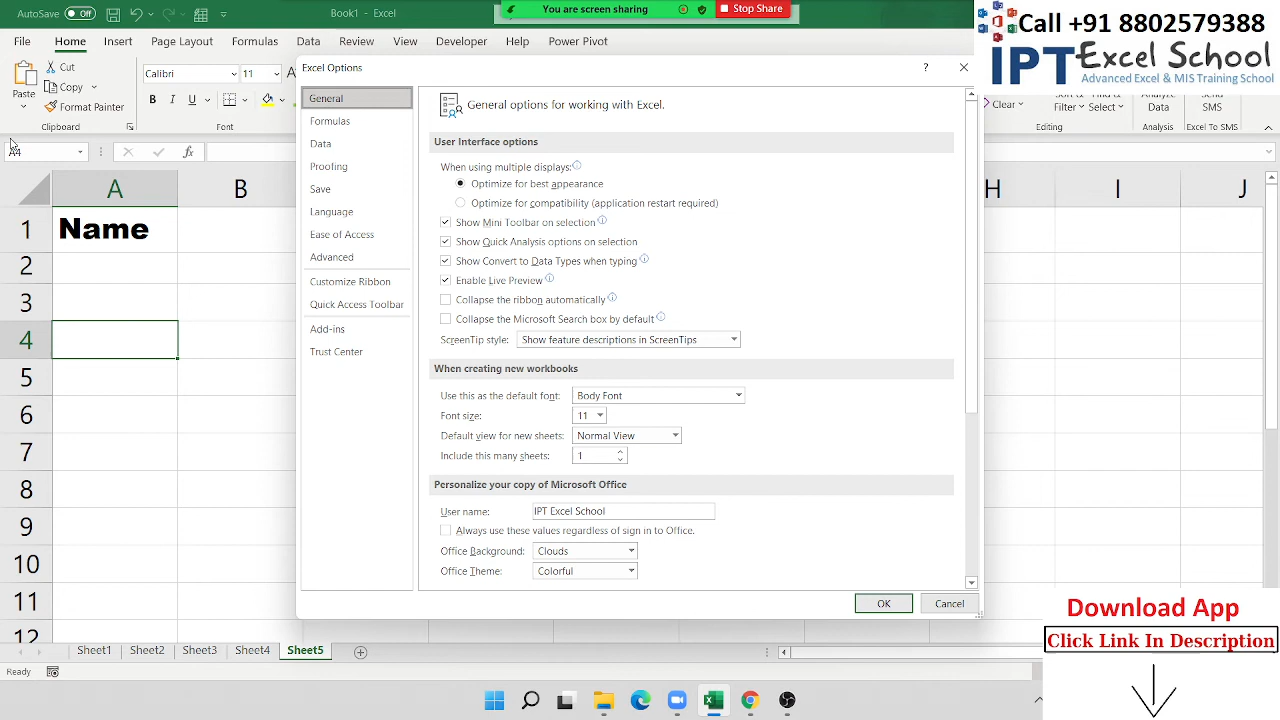 AutoSave Off Book1 - Excel You are screen sharing Stop Share
Call +91 8802579388
IPT Excel School
Advanced Excel & MIS Training School
File Home Insert Page Layout Formulas Review View Developer Help Power Pivot
Cut
Copy
Format Painter
Paste
Clipboard
Calibri 11
B I U
Font
Clear
Sort &
Filter Find &
Select
Editing
Analyze
Data
Analysis
Send
SMS
Excel To SMS
A4 fx
A B H I J
1 Name
2
3
4
5
6
7
8
9
10
11
12
Excel Options ?
General
Formulas
Data
Proofing
Save
Language
Ease of Access
Advanced
Customize Ribbon
Quick Access Toolbar
Add-ins
Trust Center
General options for working with Excel.
User Interface options
When using multiple displays:
Optimize for best appearance
Optimize for compatibility (application restart required)
Show Mini Toolbar on selection
Show Quick Analysis options on selection
Show Convert to Data Types when typing
Enable Live Preview
Collapse the ribbon automatically
Collapse the Microsoft Search box by default
ScreenTip style: Show feature descriptions in ScreenTips
When creating new workbooks
Use this as the default font: Body Font
Font size: 11
Default view for new sheets: Normal View
Include this many sheets: 1
Personalize your copy of Microsoft Office
User name: IPT Excel School
Always use these values regardless of sign in to Office.
Office Background: Clouds
Office Theme: Colorful
OK Cancel
Sheet1 Sheet2 Sheet3 Sheet4 Sheet5
Ready
Download App
Click Link In Description